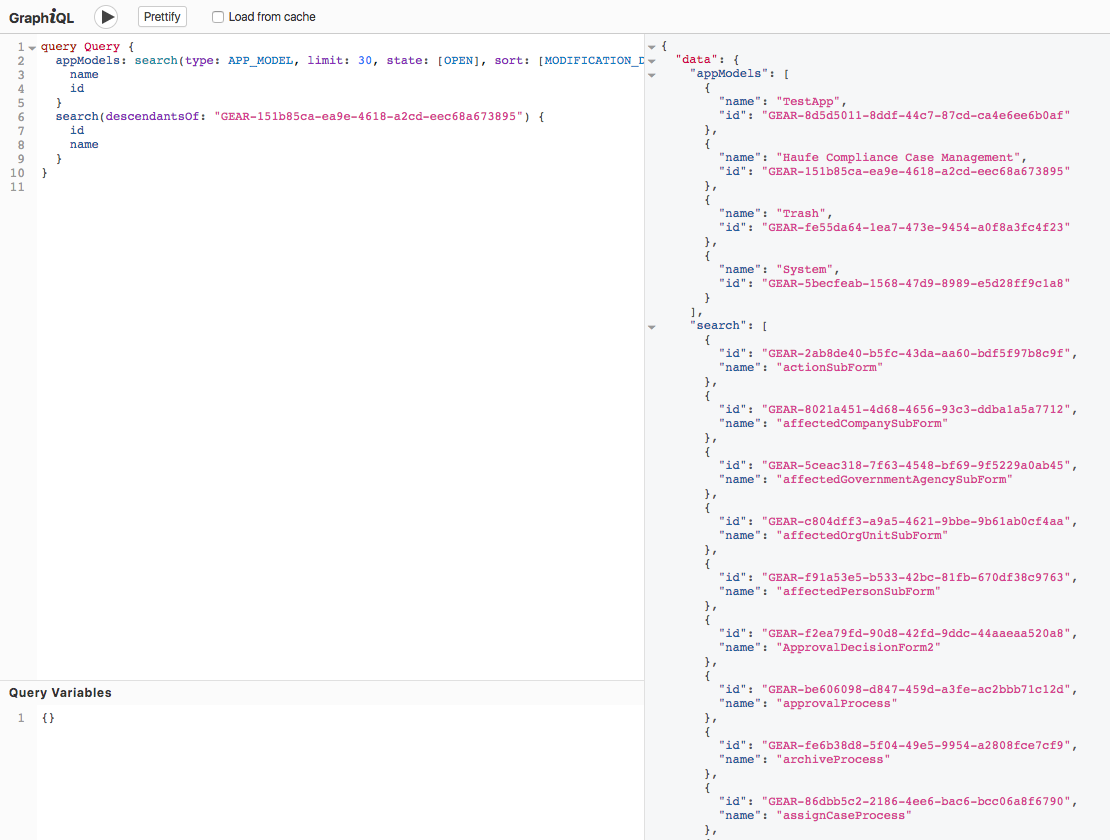 GraphiQL
Prettify
Load from cache
1 query Query {
2   appModels: search(type: APP_MODEL, limit: 30, state: [OPEN], sort: [MODIFICATION_D
3     name
4     id
5   }
6   search(descendantsOf: "GEAR-151b85ca-ea9e-4618-a2cd-eec68a673895") {
7     id
8     name
9   }
10 }
11
Query Variables
1 {}
{
  "data": {
    "appModels": [
      {
        "name": "TestApp",
        "id": "GEAR-8d5d5011-8ddf-44c7-87cd-ca4e6ee6b0af"
      },
      {
        "name": "Haufe Compliance Case Management",
        "id": "GEAR-151b85ca-ea9e-4618-a2cd-eec68a673895"
      },
      {
        "name": "Trash",
        "id": "GEAR-fe55da64-1ea7-473e-9454-a0f8a3fc4f23"
      },
      {
        "name": "System",
        "id": "GEAR-5becfeab-1568-47d9-8989-e5d28ff9c1a8"
      }
    ],
    "search": [
      {
        "id": "GEAR-2ab8de40-b5fc-43da-aa60-bdf5f97b8c9f",
        "name": "actionSubForm"
      },
      {
        "id": "GEAR-8021a451-4d68-4656-93c3-ddba1a5a7712",
        "name": "affectedCompanySubForm"
      },
      {
        "id": "GEAR-5ceac318-7f63-4548-bf69-9f5229a0ab45",
        "name": "affectedGovernmentAgencySubForm"
      },
      {
        "id": "GEAR-c804dff3-a9a5-4621-9bbe-9b61ab0cf4aa",
        "name": "affectedOrgUnitSubForm"
      },
      {
        "id": "GEAR-f91a53e5-b533-42bc-81fb-670df38c9763",
        "name": "affectedPersonSubForm"
      },
      {
        "id": "GEAR-f2ea79fd-90d8-42fd-9ddc-44aaeaa520a8",
        "name": "ApprovalDecisionForm2"
      },
      {
        "id": "GEAR-be606098-d847-459d-a3fe-ac2bbb71c12d",
        "name": "approvalProcess"
      },
      {
        "id": "GEAR-fe6b38d8-5f04-49e5-9954-a2808fce7cf9",
        "name": "archiveProcess"
      },
      {
        "id": "GEAR-86dbb5c2-2186-4ee6-bac6-bcc06a8f6790",
        "name": "assignCaseProcess"
      },